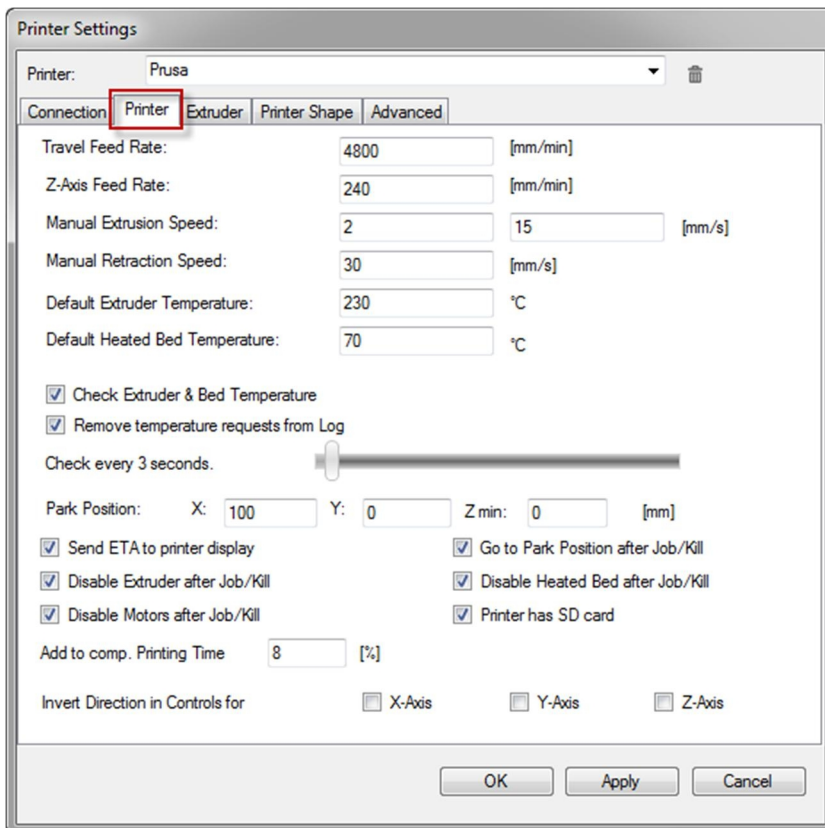 Printer Settings
Printer: Prusa
Connection Printer Extruder Printer Shape Advanced
Travel Feed Rate: 4800 [mm/min]
Z-Axis Feed Rate: 240 [mm/min]
Manual Extrusion Speed: 2 15 [mm/s]
Manual Retraction Speed: 30 [mm/s]
Default Extruder Temperature: 230 °C
Default Heated Bed Temperature: 70 °C
Check Extruder & Bed Temperature
Remove temperature requests from Log
Check every 3 seconds.
Park Position: X: 100 Y: 0 Z min: 0 [mm]
Send ETA to printer display Go to Park Position after Job/Kill
Disable Extruder after Job/Kill Disable Heated Bed after Job/Kill
Disable Motors after Job/Kill Printer has SD card
Add to comp. Printing Time 8 [%]
Invert Direction in Controls for X-Axis Y-Axis Z-Axis
OK Apply Cancel